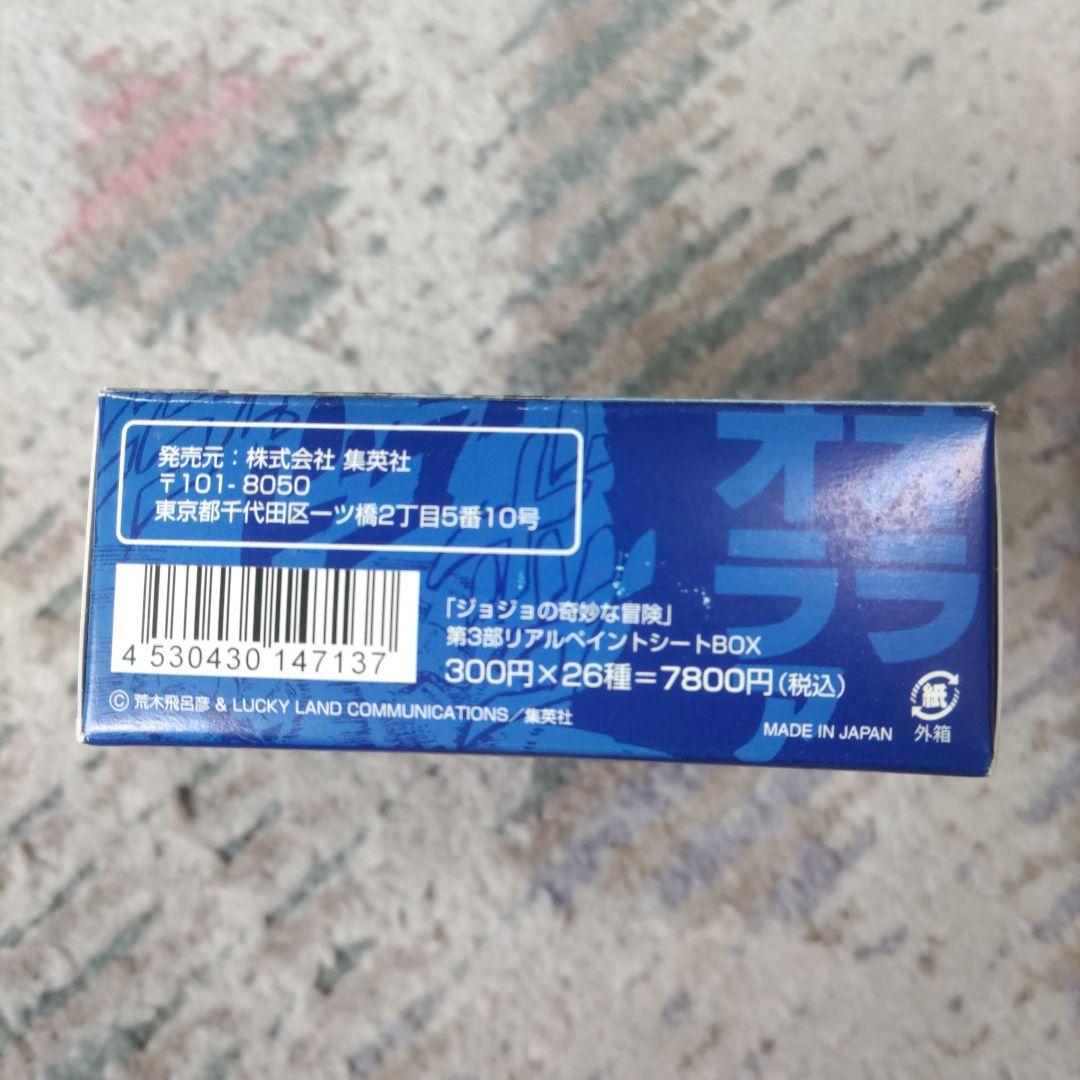 発売元：株式会社 集英社
〒101-8050
東京都千代田区一ツ橋2丁目5番10号
4 530430 147137
「ジョジョの奇妙な冒険」
第3部リアルペイントシートBOX
300円×26種＝7800円（税込）
© 荒木飛呂彦 & LUCKY LAND COMMUNICATIONS／集英社
MADE IN JAPAN
紙
外箱
オラ
オラ